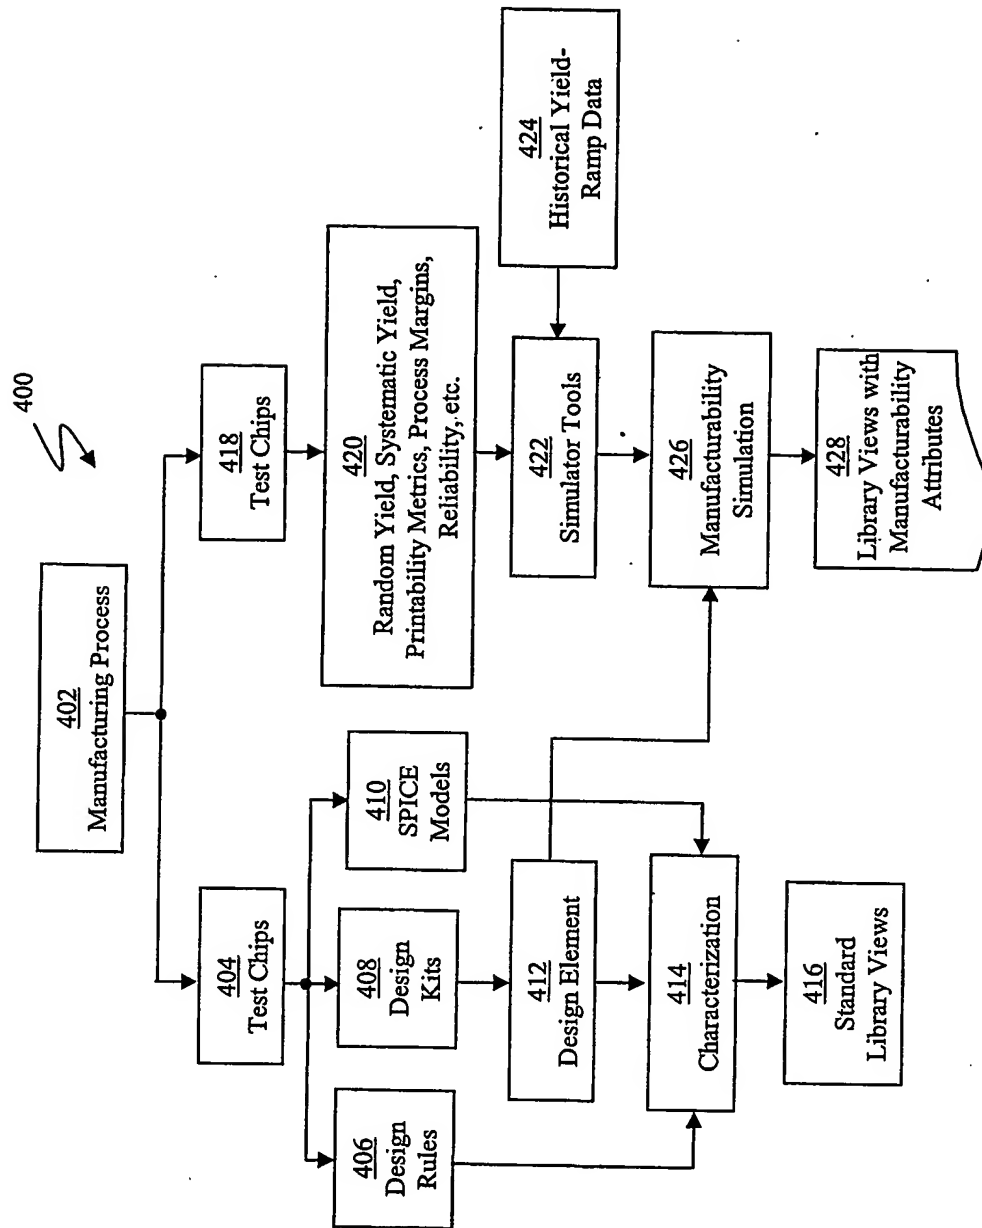 400
402
Manufacturing Process
404
Test Chips
418
Test Chips
406
Design
Rules
408
Design
Kits
410
SPICE
Models
420
Random Yield, Systematic Yield,
Printability Metrics, Process Margins,
Reliability, etc.
412
Design Element
422
Simulator Tools
424
Historical Yield-
Ramp Data
414
Characterization
426
Manufacturability
Simulation
416
Standard
Library Views
428
Library Views with
Manufacturability
Attributes